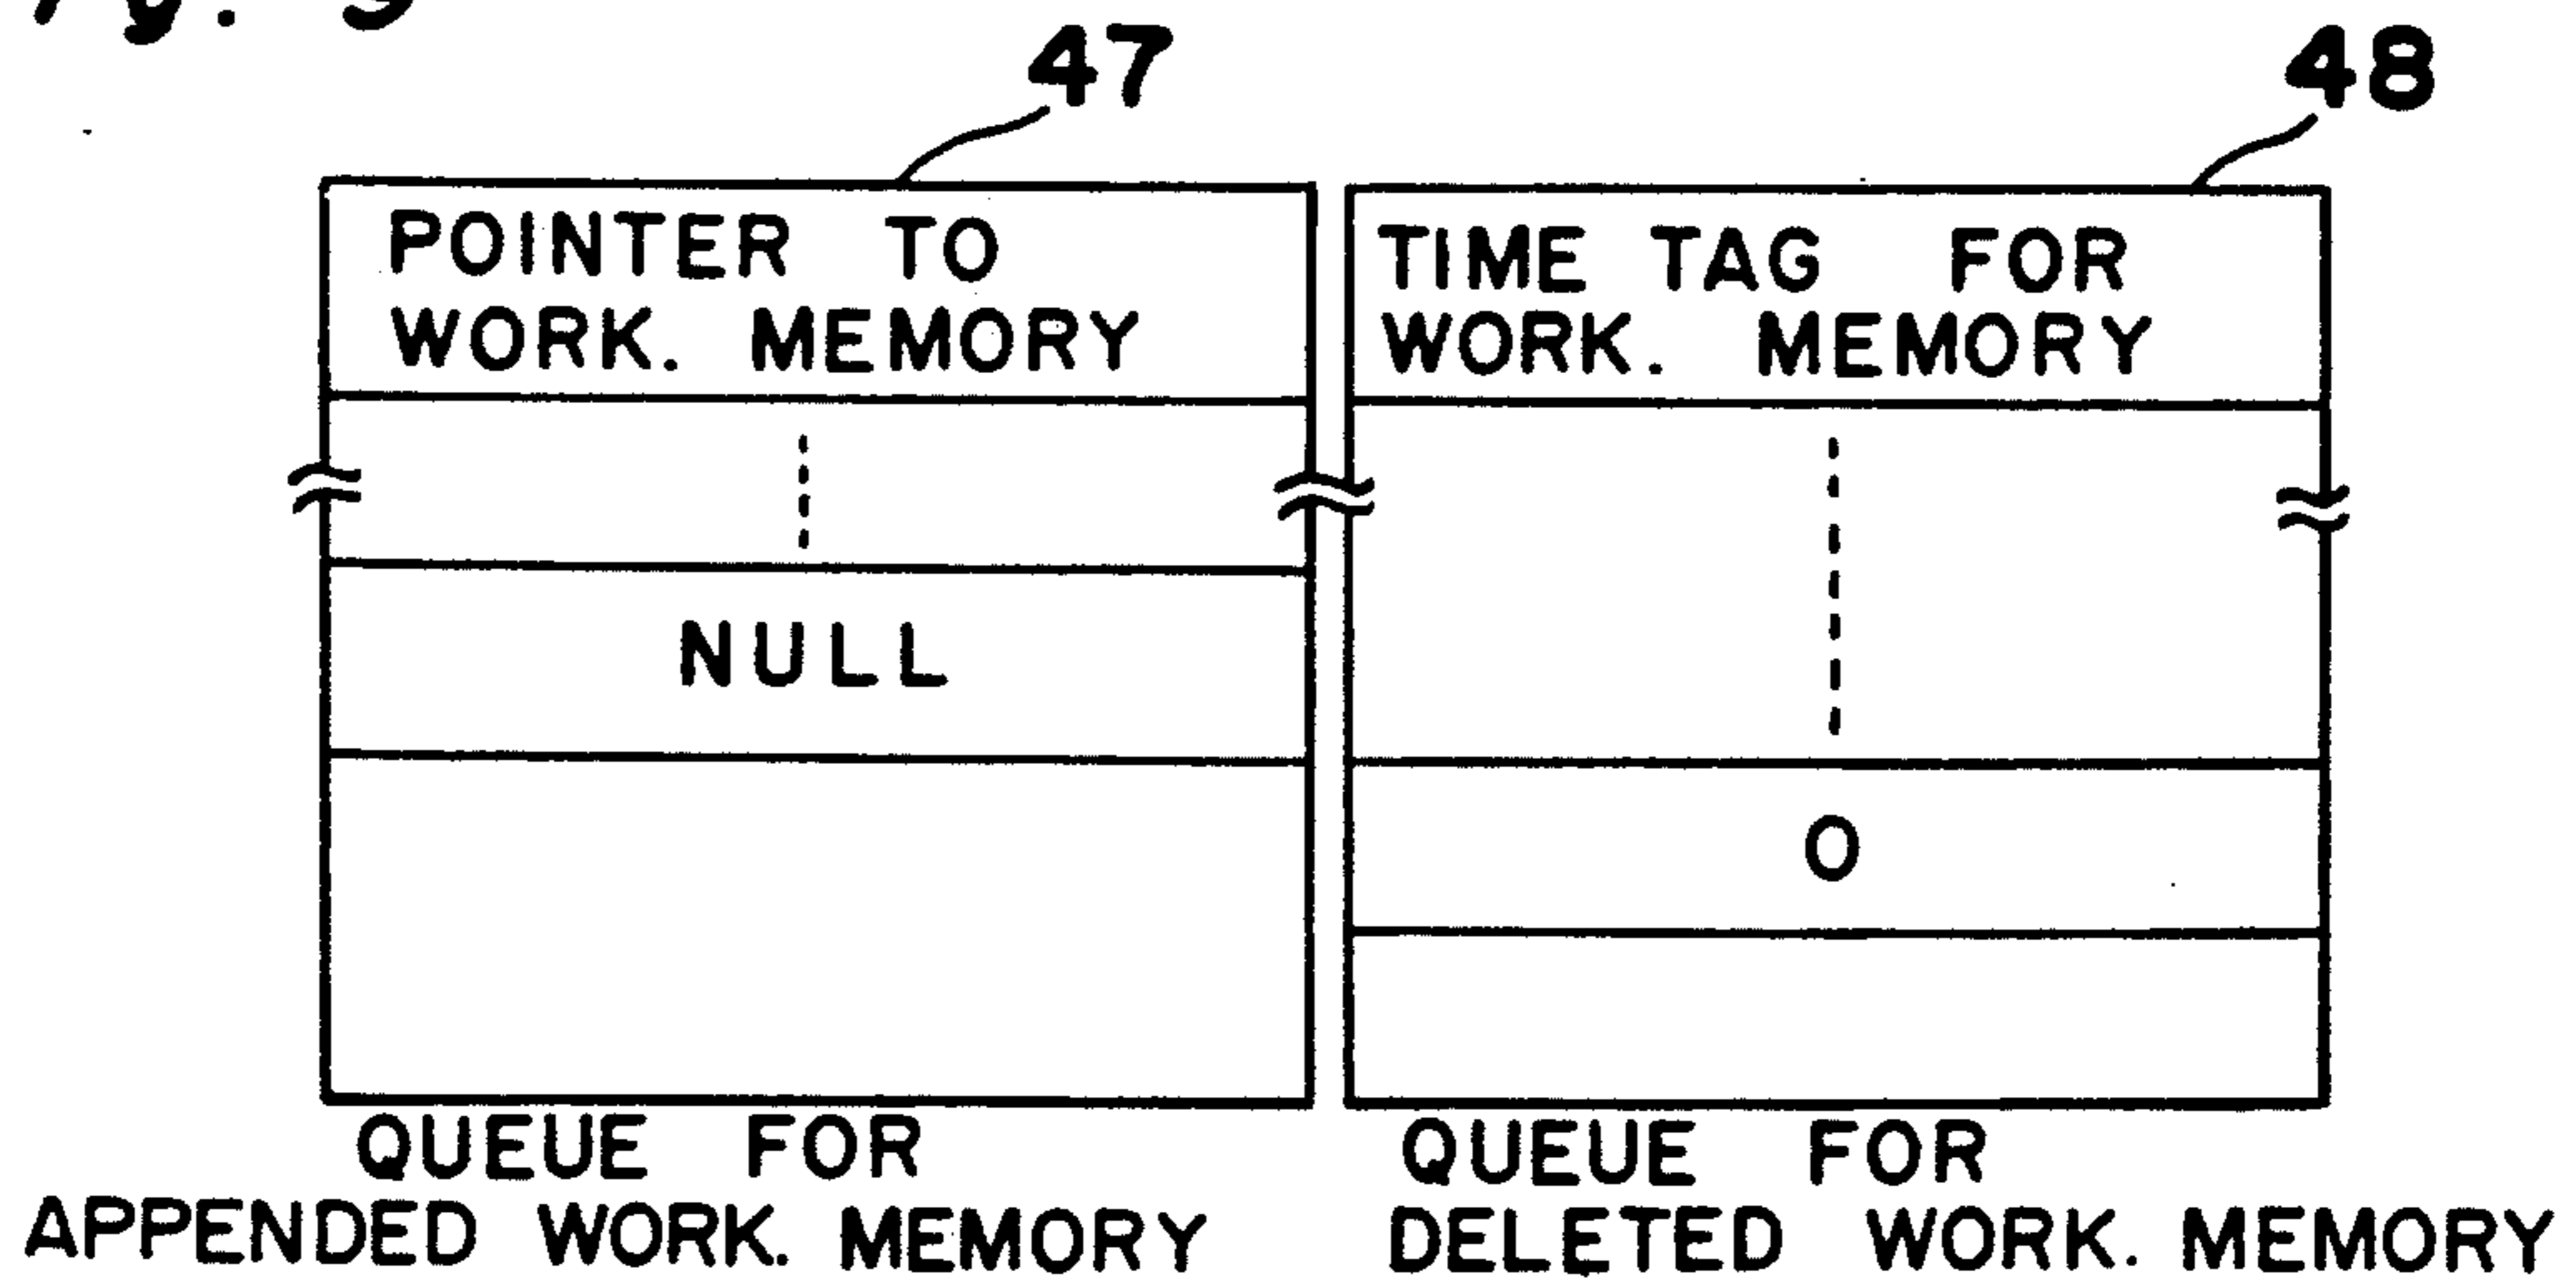 47
48
POINTER TO
WORK. MEMORY
TIME TAG FOR
WORK. MEMORY
NULL
0
QUEUE FOR
APPENDED WORK. MEMORY
QUEUE FOR
DELETED WORK. MEMORY